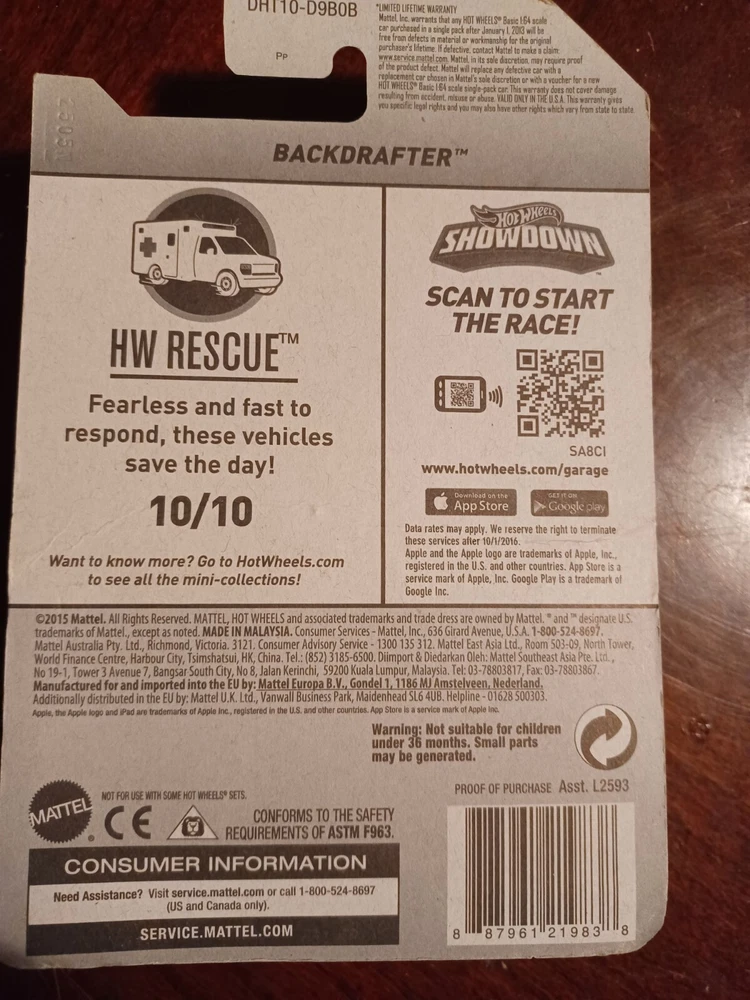 DHT10-D9B0B
Pp
*LIMITED LIFETIME WARRANTY
Mattel, Inc. warrants that any HOT WHEELS® Basic 1:64 scale
car purchased in a single pack after January 1, 2013 will be
free from defects in material or workmanship for the original
purchaser's lifetime. If defective, contact Mattel to make a claim:
www.service.mattel.com. Mattel, in its sole discretion, may require proof
of the product defect. Mattel will replace any defective car with a
replacement car chosen in Mattel's sole discretion or with a voucher for a new
HOT WHEELS® Basic 1:64 scale single-pack car. This warranty does not cover damage
resulting from accident, misuse or abuse. VALID ONLY IN THE U.S.A. This warranty gives
you specific legal rights and you may also have other rights which vary from state to state.
BACKDRAFTER™
HW RESCUE™
Fearless and fast to
respond, these vehicles
save the day!
10/10
Want to know more? Go to HotWheels.com
to see all the mini-collections!
HOT WHEELS
SHOWDOWN™
SCAN TO START
THE RACE!
SA8CI
www.hotwheels.com/garage
Download on the
App Store
GET IT ON
Google play
Data rates may apply. We reserve the right to terminate
these services after 10/1/2016.
Apple and the Apple logo are trademarks of Apple, Inc.,
registered in the U.S. and other countries. App Store is a
service mark of Apple, Inc. Google Play is a trademark of
Google Inc.
©2015 Mattel. All Rights Reserved. MATTEL, HOT WHEELS and associated trademarks and trade dress are owned by Mattel. ® and ™ designate U.S.
trademarks of Mattel, except as noted. MADE IN MALAYSIA. Consumer Services - Mattel, Inc., 636 Girard Avenue, U.S.A. 1-800-524-8697.
Mattel Australia Pty. Ltd., Richmond, Victoria. 3121. Consumer Advisory Service - 1300 135 312. Mattel East Asia Ltd., Room 503-09, North Tower,
World Finance Centre, Harbour City, Tsimshatsui, HK, China. Tel.: (852) 3185-6500. Diimport & Diedarkan Oleh: Mattel Southeast Asia Pte. Ltd.,
No 19-1, Tower 3 Avenue 7, Bangsar South City, No 8, Jalan Kerinchi, 59200 Kuala Lumpur, Malaysia. Tel: 03-78803817, Fax: 03-78803867.
Manufactured for and imported into the EU by: Mattel Europa B.V., Gondel 1, 1186 MJ Amstelveen, Nederland.
Additionally distributed in the EU by: Mattel U.K. Ltd., Vanwall Business Park, Maidenhead SL6 4UB. Helpline - 01628 500303.
Apple, the Apple logo and iPad are trademarks of Apple Inc., registered in the U.S. and other countries. App Store is a service mark of Apple Inc.
Warning: Not suitable for children
under 36 months. Small parts
may be generated.
MATTEL®
NOT FOR USE WITH SOME HOT WHEELS® SETS.
CE
CONFORMS TO THE SAFETY
REQUIREMENTS OF ASTM F963.
PROOF OF PURCHASE Asst. L2593
CONSUMER INFORMATION
Need Assistance? Visit service.mattel.com or call 1-800-524-8697
(US and Canada only).
SERVICE.MATTEL.COM
8 87961 21983 8